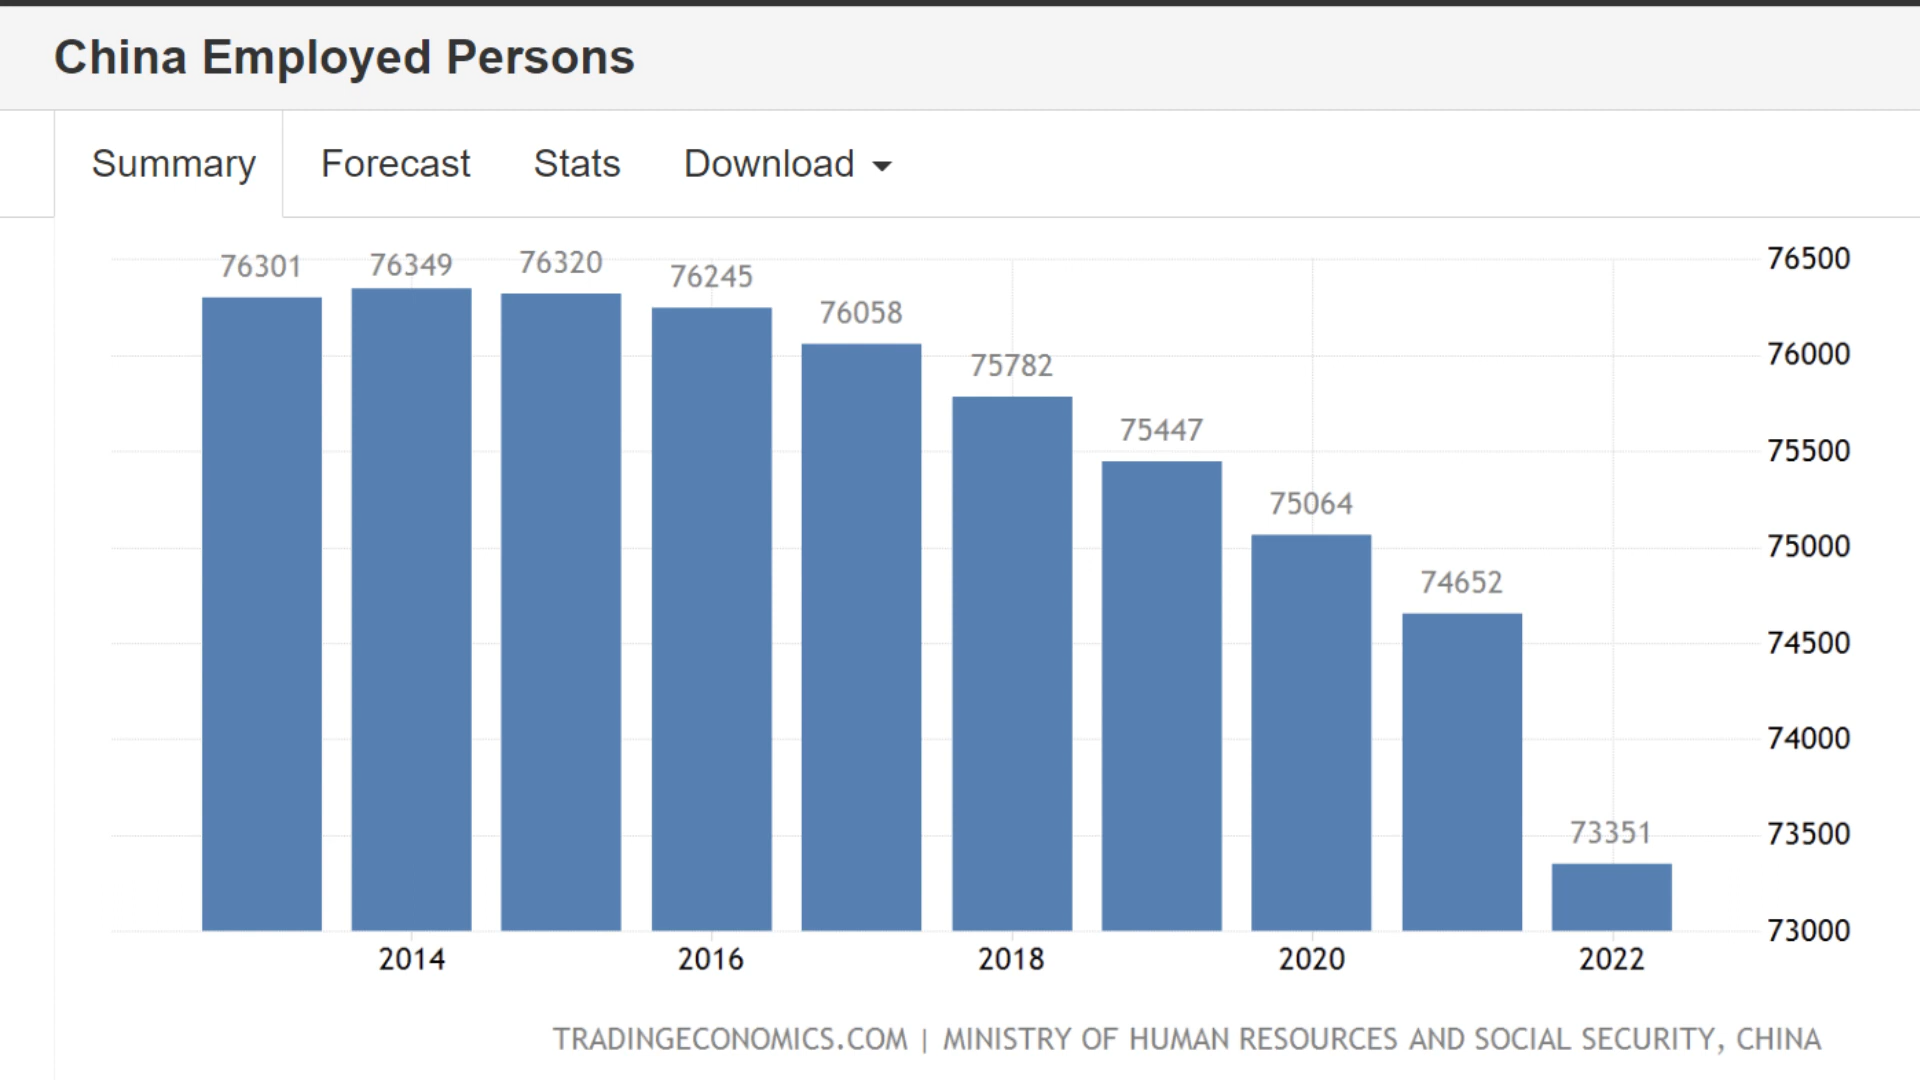 China Employed Persons
Summary Forecast Stats Download
76301 76349 76320 76245 76058 75782 75447 75064 74652 73351
76500
76000
75500
75000
74500
74000
73500
73000
2014 2016 2018 2020 2022
TRADINGECONOMICS.COM | MINISTRY OF HUMAN RESOURCES AND SOCIAL SECURITY, CHINA